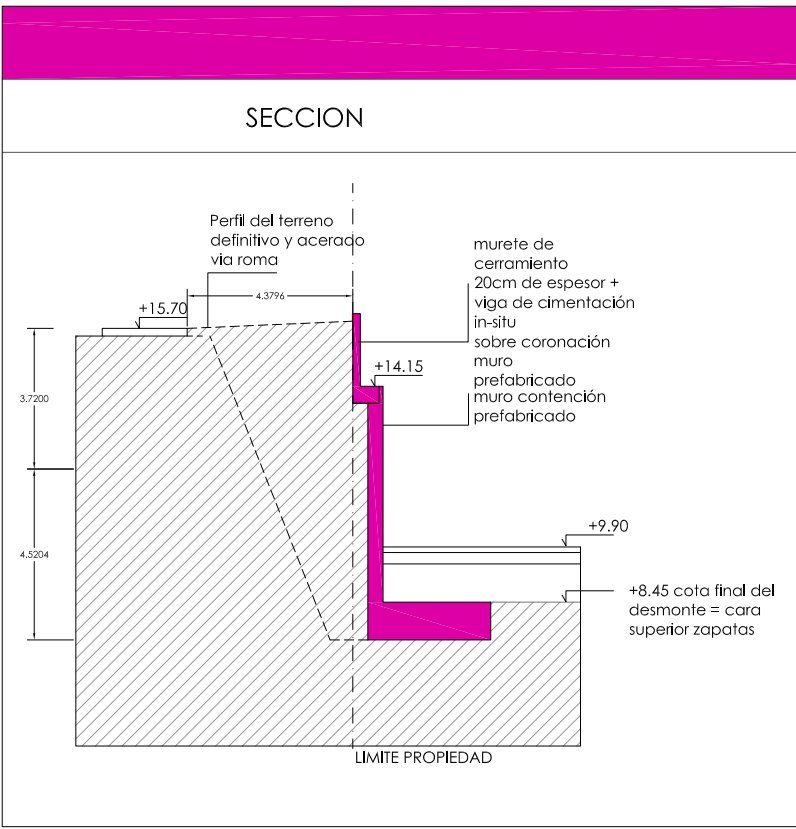 SECCION
Perfil del terreno
definitivo y acerado
via roma
4.3796
+15.70
murete de
cerramiento
20cm de espesor +
viga de cimentación
in-situ
sobre coronación
muro
prefabricado
muro contención
prefabricado
+14.15
3.7200
4.5204
+9.90
+8.45 cota final del
desmonte = cara
superior zapatas
LIMITE PROPIEDAD